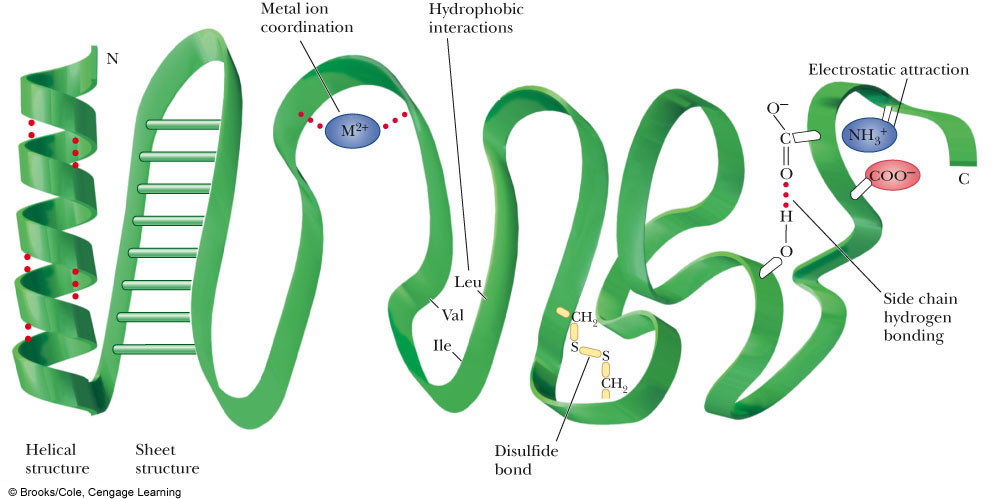 Metal ion
coordination
Hydrophobic
interactions
N
Electrostatic attraction
M²⁺
O⁻
C
O
H
O
NH₃⁺
COO⁻
C
Leu
Val
Ile
CH₂
S
S
CH₂
Side chain
hydrogen
bonding
Helical
structure
Sheet
structure
Disulfide
bond
© Brooks/Cole, Cengage Learning